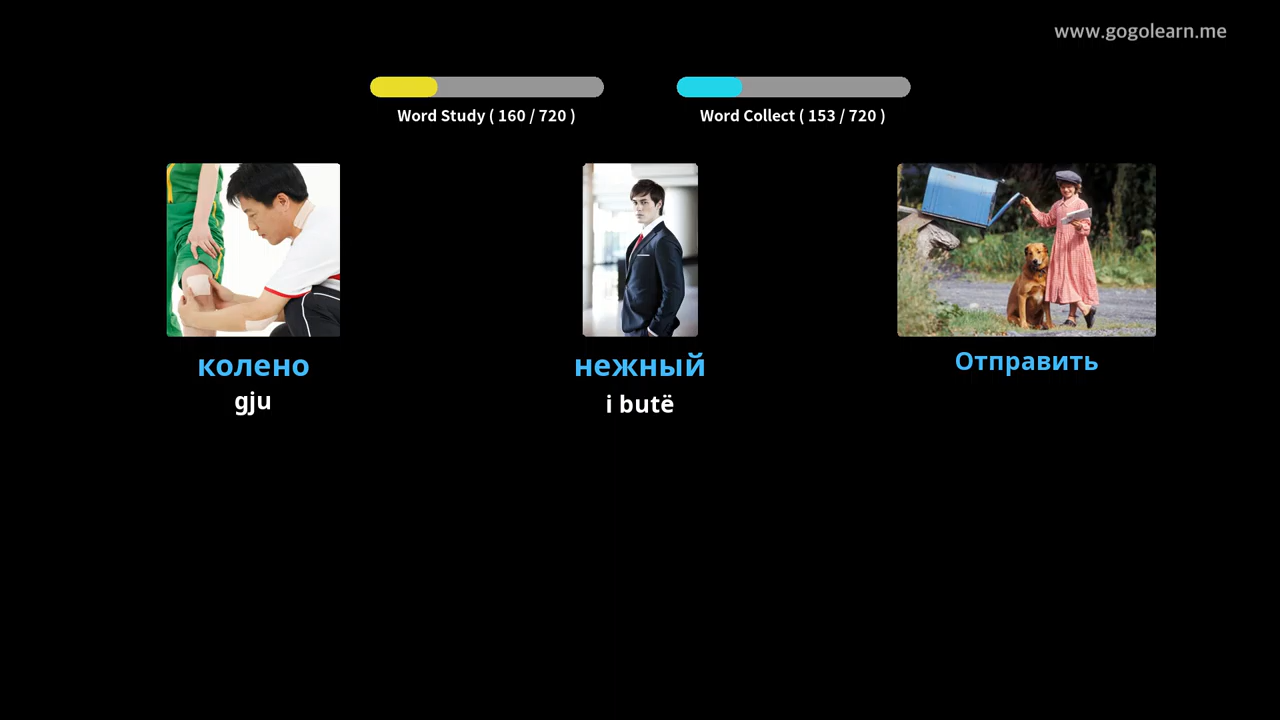 www.gogolearn.me
Word Study ( 160 / 720 )
Word Collect ( 153 / 720 )
колено
gju
нежный
i butë
Отправить